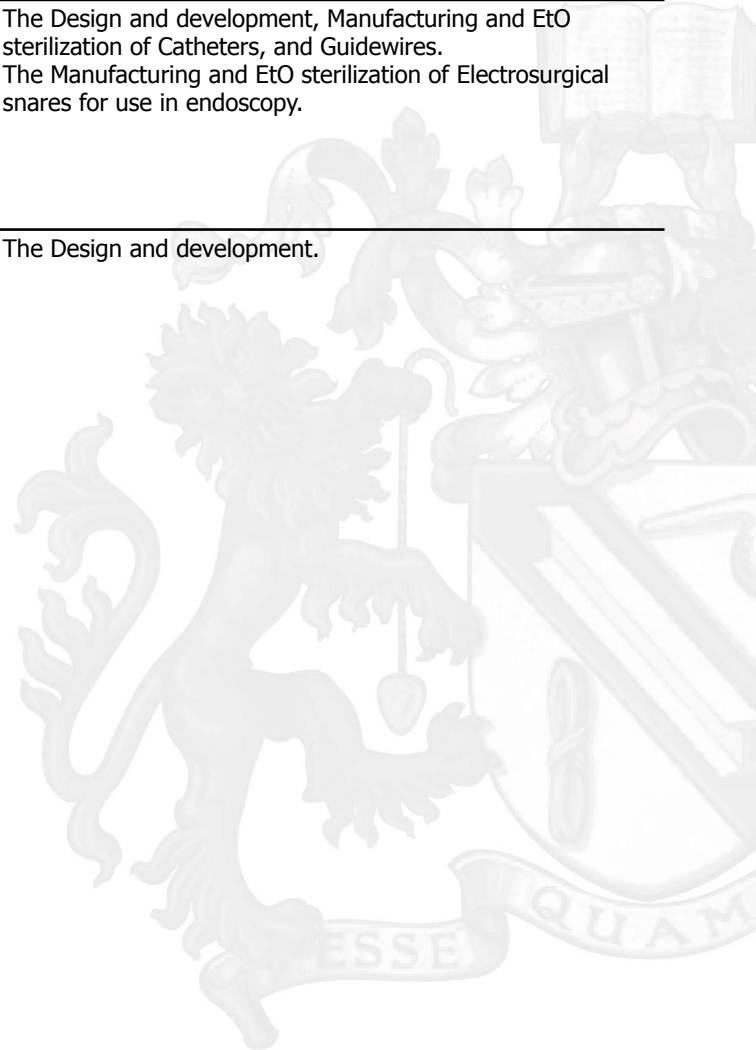 The Design and development, Manufacturing and EtO
sterilization of Catheters, and Guidewires.
The Manufacturing and EtO sterilization of Electrosurgical
snares for use in endoscopy.
The Design and development.
ESSE QUAM